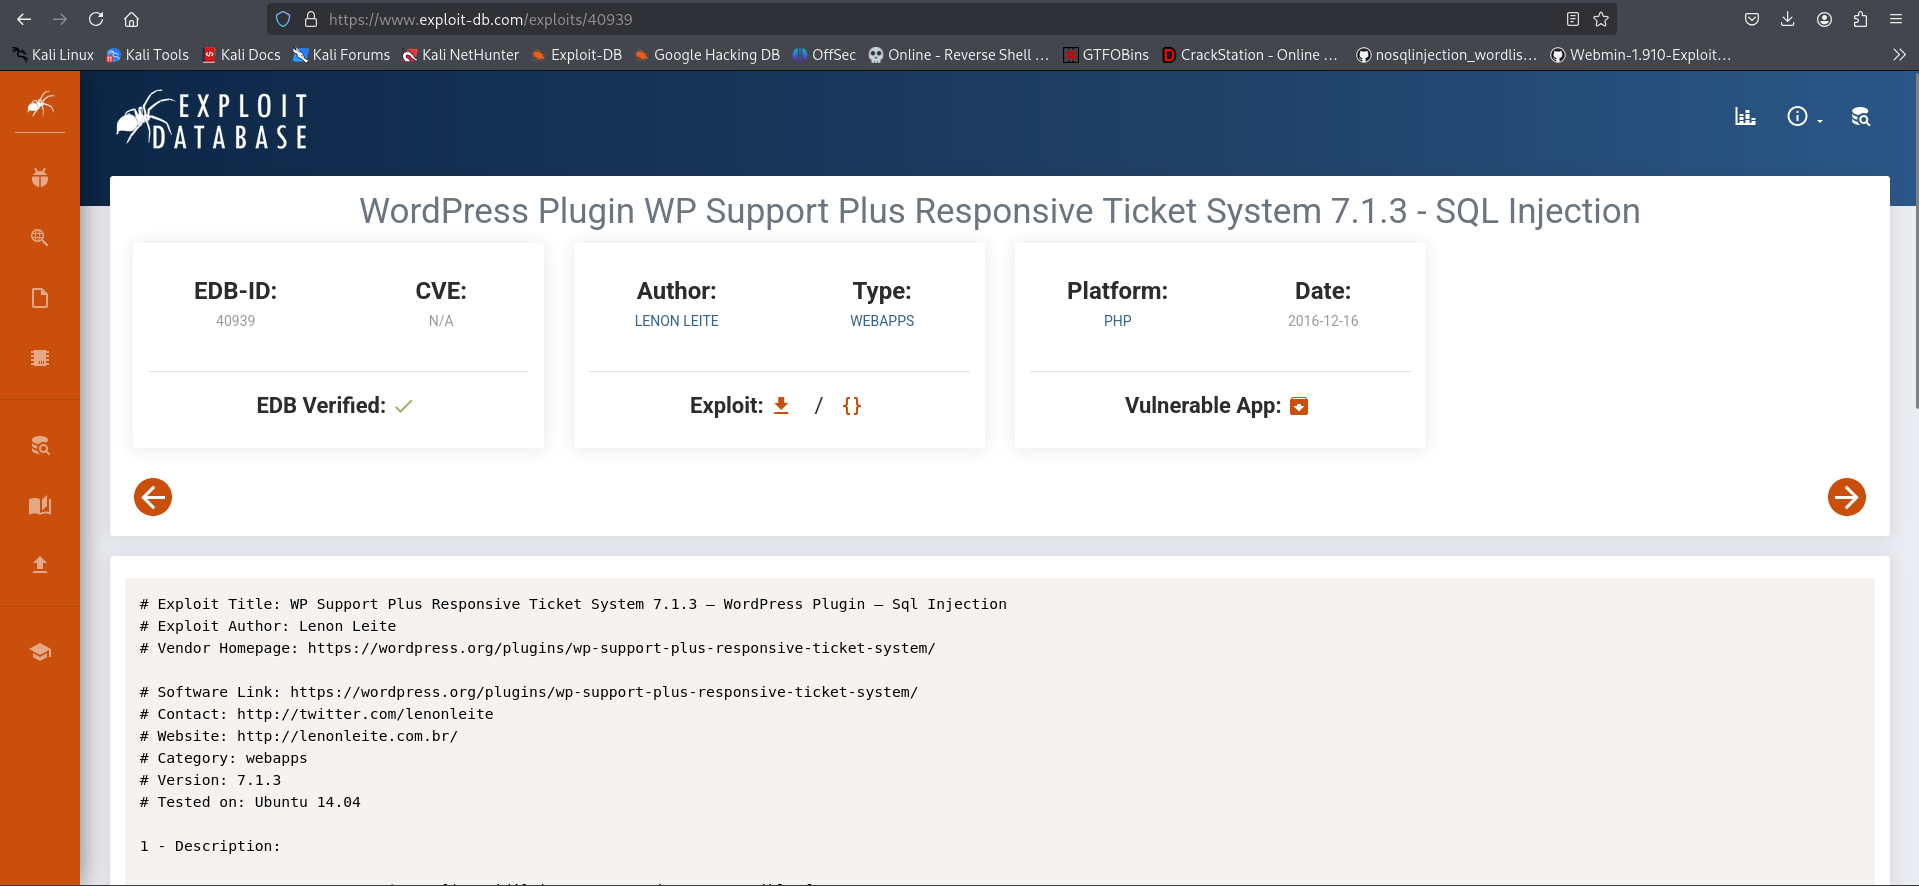 https://www.exploit-db.com/exploits/40939
Kali Linux
Kali Tools
Kali Docs
Kali Forums
Kali NetHunter
Exploit-DB
Google Hacking DB
OffSec
Online - Reverse Shell ...
GTFOBins
CrackStation - Online ...
nosqlinjection_wordlis...
Webmin-1.910-Exploit...
EXPLOIT
DATABASE
WordPress Plugin WP Support Plus Responsive Ticket System 7.1.3 - SQL Injection
EDB-ID:
40939
CVE:
N/A
EDB Verified:
Author:
LENON LEITE
Type:
WEBAPPS
Exploit: / {}
Platform:
PHP
Date:
2016-12-16
Vulnerable App:
# Exploit Title: WP Support Plus Responsive Ticket System 7.1.3 – WordPress Plugin – Sql Injection
# Exploit Author: Lenon Leite
# Vendor Homepage: https://wordpress.org/plugins/wp-support-plus-responsive-ticket-system/
# Software Link: https://wordpress.org/plugins/wp-support-plus-responsive-ticket-system/
# Contact: http://twitter.com/lenonleite
# Website: http://lenonleite.com.br/
# Category: webapps
# Version: 7.1.3
# Tested on: Ubuntu 14.04
1 - Description: